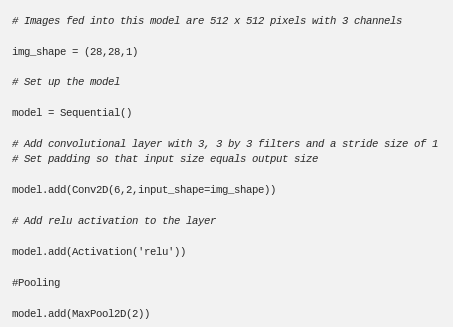 # Images fed into this model are 512 x 512 pixels with 3 channels
img_shape = (28,28,1)
# Set up the model
model = Sequential()
# Add convolutional layer with 3, 3 by 3 filters and a stride size of 1
# Set padding so that input size equals output size
model.add(Conv2D(6,2,input_shape=img_shape))
# Add relu activation to the layer
model.add(Activation('relu'))
#Pooling
model.add(MaxPool2D(2))